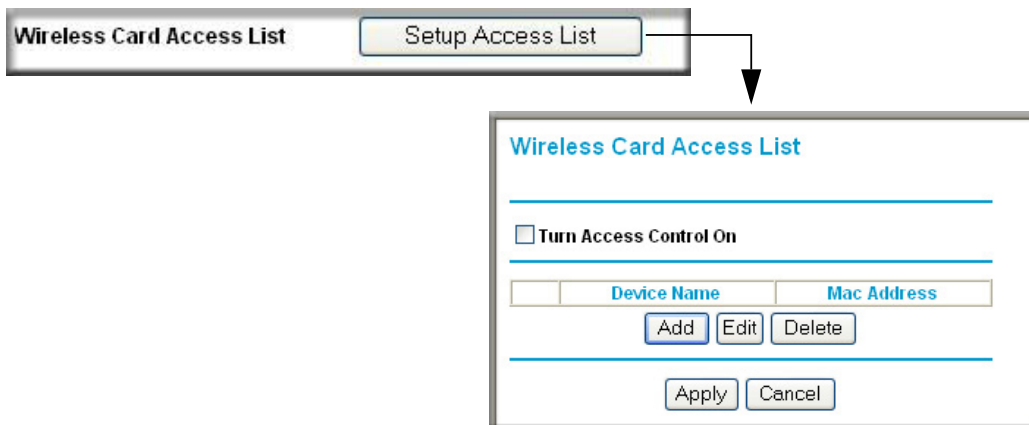 Wireless Card Access List Setup Access List
Wireless Card Access List
Turn Access Control On
Device Name Mac Address
Add Edit Delete
Apply Cancel